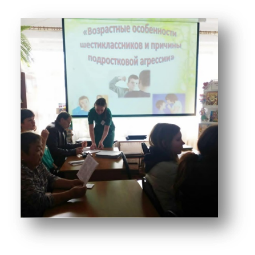 «Возрастные особенности
шестиклассников и причины
подростковой агрессии»